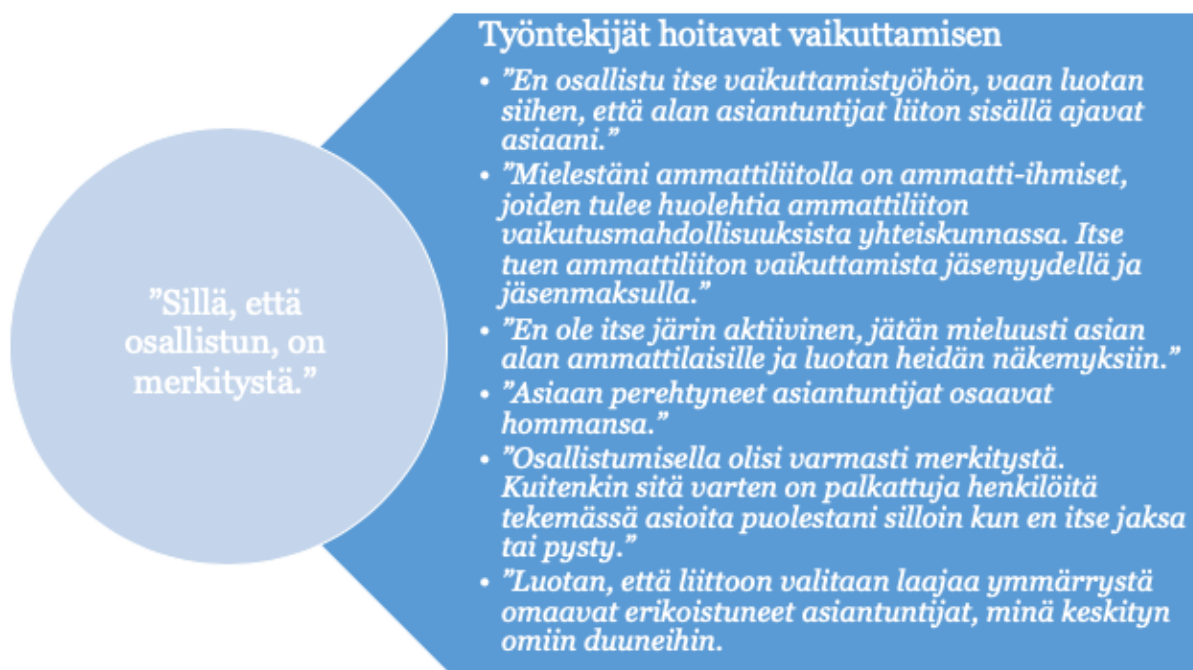 ”Sillä, että
osallistun, on
merkitystä.”
Työntekijät hoitavat vaikuttamisen
• ”En osallistu itse vaikuttamistyöhön, vaan luotan
siihen, että alan asiantuntijat liiton sisällä ajavat
asiaani.”
• ”Mielestäni ammattiliitolla on ammatti-ihmiset,
joiden tulee huolehtia ammattiliiton
vaikutusmahdollisuuksista yhteiskunnassa. Itse
tuen ammattiliiton vaikuttamista jäsenyydellä ja
jäsenmaksulla.”
• ”En ole itse järin aktiivinen, jätän mieluusti asian
alan ammattilaisille ja luotan heidän näkemyksiin.”
• ”Asiaan perehtyneet asiantuntijat osaavat
hommansa.”
• ”Osallistumisella olisi varmasti merkitystä.
Kuitenkin sitä varten on palkattuja henkilöitä
tekemässä asioita puolestani silloin kun en itse jaksa
tai pysty.”
• ”Luotan, että liittoon valitaan laajaa ymmärrystä
omaavat erikoistuneet asiantuntijat, minä keskityn
omiin duuneihin.